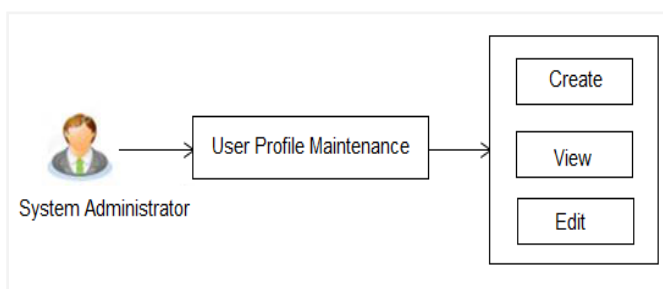 System Administrator
User Profile Maintenance
Create
View
Edit